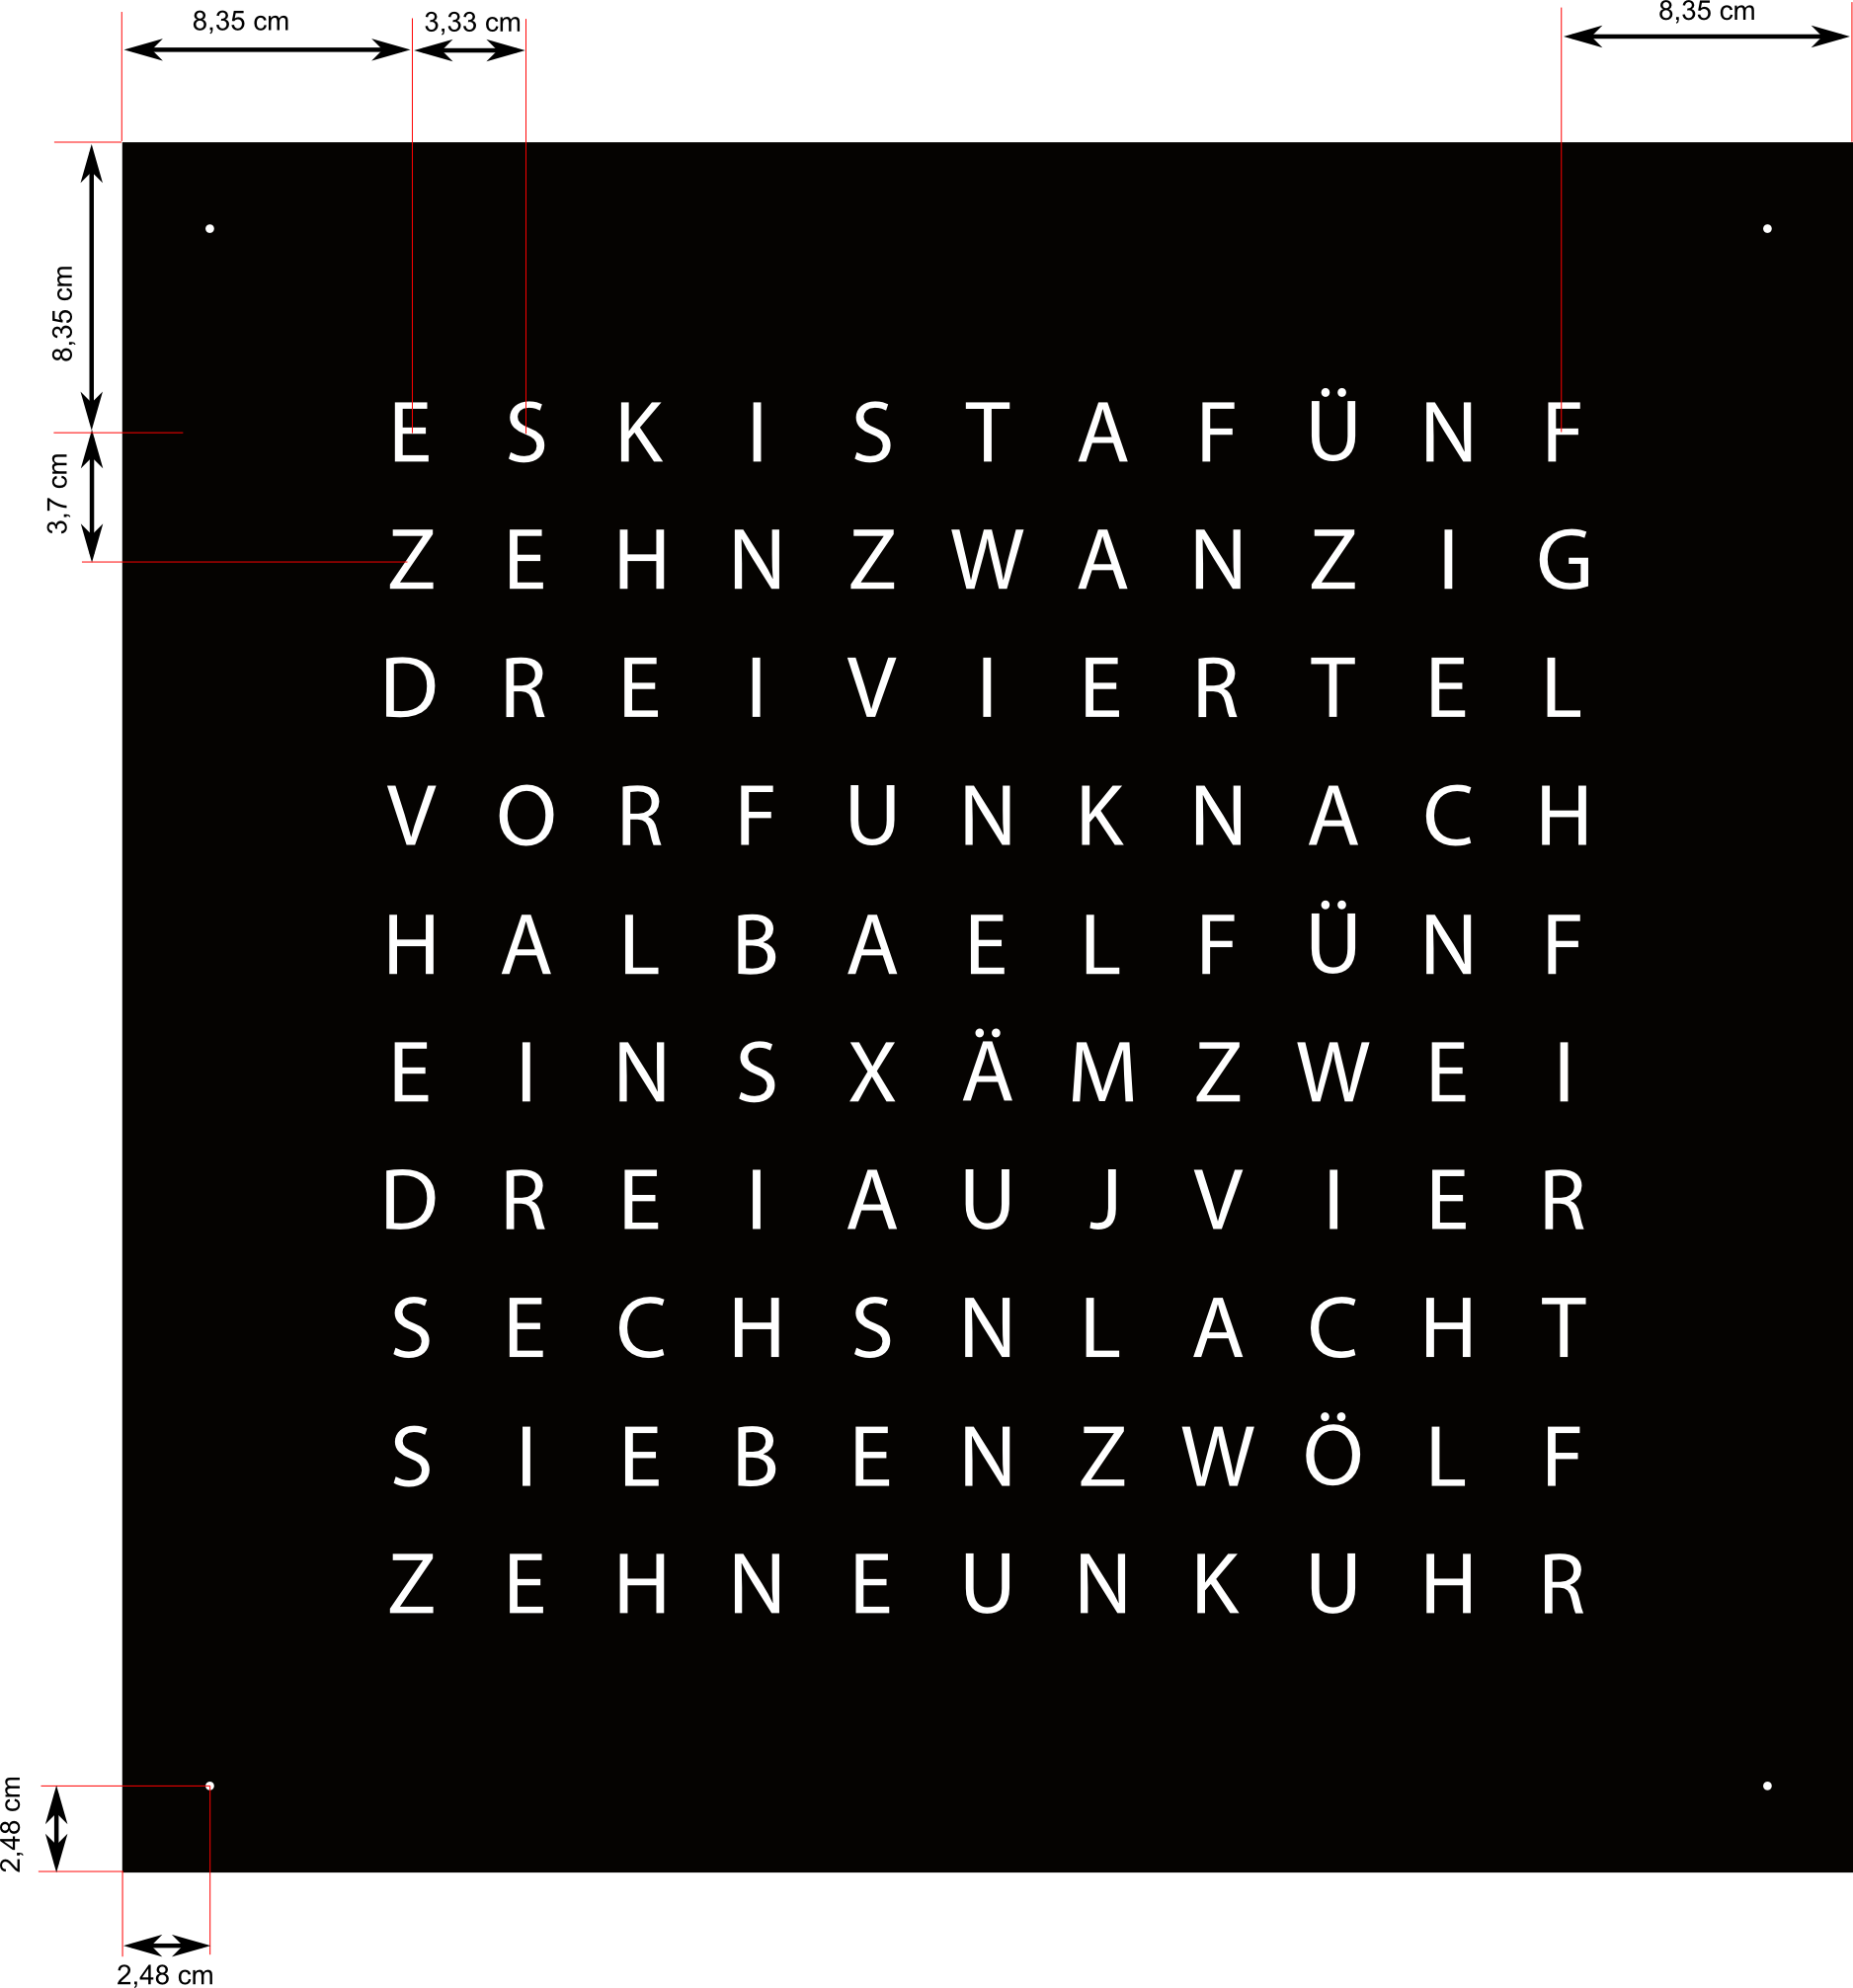 8,35 cm
3,33 cm
8,35 cm
8,35 cm
3,7 cm
E S K I S T A F Ü N F
Z E H N Z W A N Z I G
D R E I V I E R T E L
V O R F U N K N A C H
H A L B A E L F Ü N F
E I N S X Ä M Z W E I
D R E I A U J V I E R
S E C H S N L A C H T
S I E B E N Z W Ö L F
Z E H N E U N K U H R
2,48 cm
2,48 cm